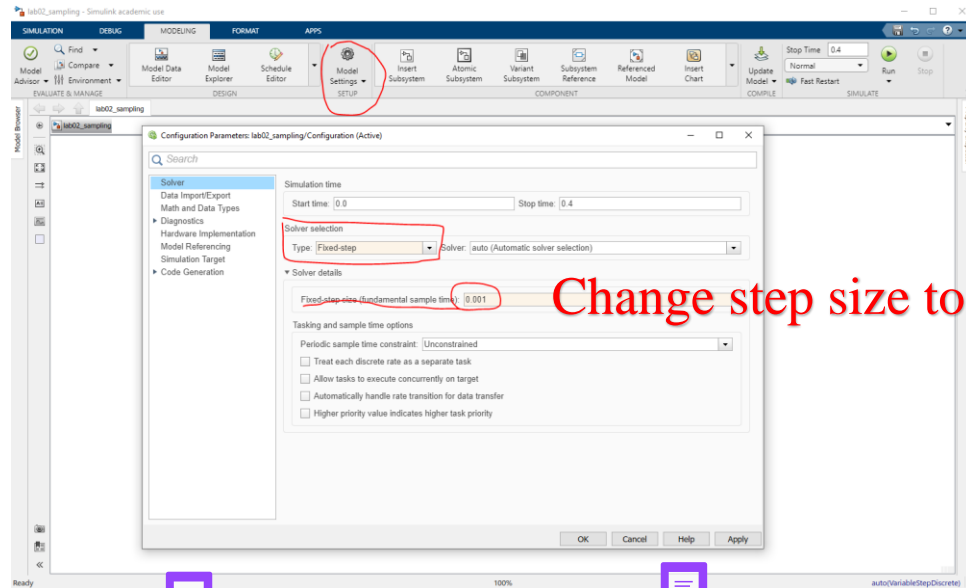 lab02_sampling - Simulink academic use
SIMULATION DEBUG MODELING FORMAT APPS
Find
Compare
Environment
Model Advisor
EVALUATE & MANAGE
Model Data Editor
Model Explorer
Schedule Editor
DESIGN
Model Settings
SETUP
Insert Subsystem
Atomic Subsystem
Variant Subsystem
Subsystem Reference
Referenced Model
Insert Chart
COMPONENT
Update Model
COMPILE
Stop Time 0.4
Normal
Fast Restart
Run
Stop
SIMULATE
Model Browser
lab02_sampling
lab02_sampling
Configuration Parameters: lab02_sampling/Configuration (Active)
Search
Solver
Data Import/Export
Math and Data Types
Diagnostics
Hardware Implementation
Model Referencing
Simulation Target
Code Generation
Simulation time
Start time: 0.0 Stop time: 0.4
Solver selection
Type: Fixed-step Solver: auto (Automatic solver selection)
Solver details
Fixed-step size (fundamental sample time): 0.001
Change step size to
Tasking and sample time options
Periodic sample time constraint: Unconstrained
Treat each discrete rate as a separate task
Allow tasks to execute concurrently on target
Automatically handle rate transition for data transfer
Higher priority value indicates higher task priority
OK Cancel Help Apply
Ready 100% auto(VariableStepDiscrete)